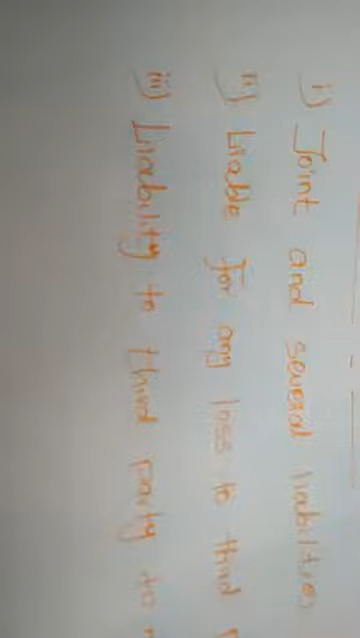 i) Joint and several liabilities
ii) Liable for any loss to third
iii) Liability to third party to